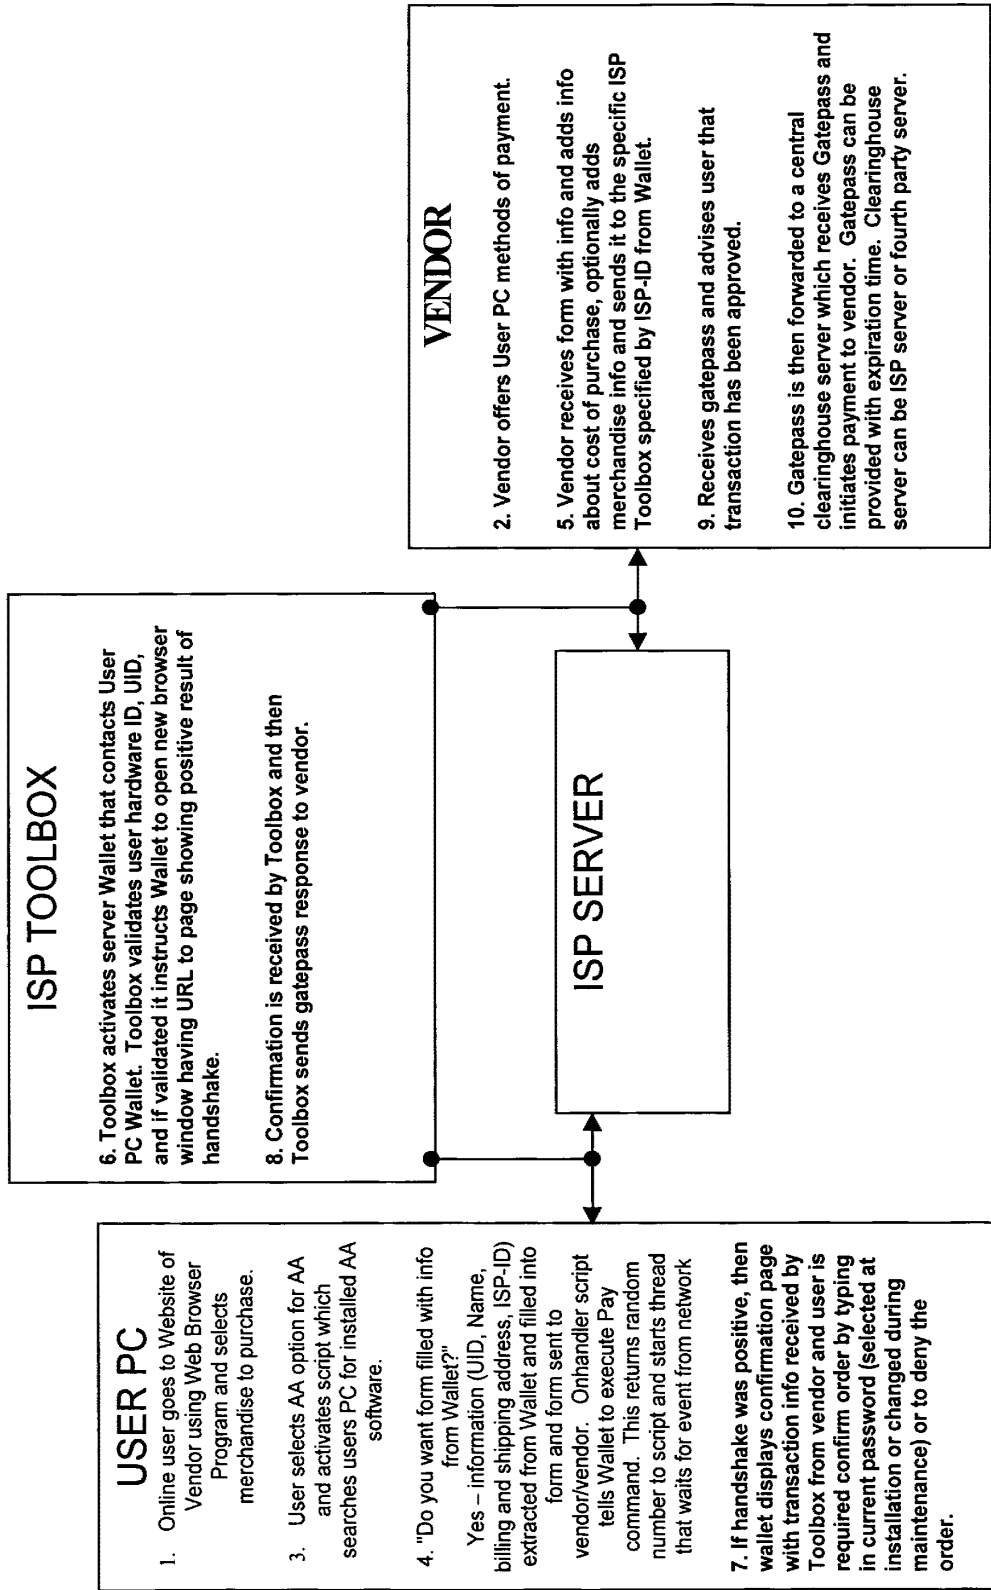 USER PC
1. Online user goes to Website of
Vendor using Web Browser
Program and selects
merchandise to purchase.
3. User selects AA option for AA
and activates script which
searches users PC for installed AA
software.
4. "Do you want form filled with info
from Wallet?"
Yes – information (UID, Name,
billing and shipping address, ISP-ID)
extracted from Wallet and filled into
form and form sent to
vendor/vendor. Onhandler script
tells Wallet to execute Pay
command. This returns random
number to script and starts thread
that waits for event from network
7. If handshake was positive, then
wallet displays confirmation page
with transaction info received by
Toolbox from vendor and user is
required confirm order by typing
in current password (selected at
installation or changed during
maintenance) or to deny the
order.
ISP TOOLBOX
6. Toolbox activates server Wallet that contacts User
PC Wallet. Toolbox validates user hardware ID, UID,
and if validated it instructs Wallet to open new browser
window having URL to page showing positive result of
handshake.
8. Confirmation is received by Toolbox and then
Toolbox sends gatepass response to vendor.
ISP SERVER
VENDOR
2. Vendor offers User PC methods of payment.
5. Vendor receives form with info and adds info
about cost of purchase, optionally adds
merchandise info and sends it to the specific ISP
Toolbox specified by ISP-ID from Wallet.
9. Receives gatepass and advises user that
transaction has been approved.
10. Gatepass is then forwarded to a central
clearinghouse server which receives Gatepass and
initiates payment to vendor. Gatepass can be
provided with expiration time. Clearinghouse
server can be ISP server or fourth party server.